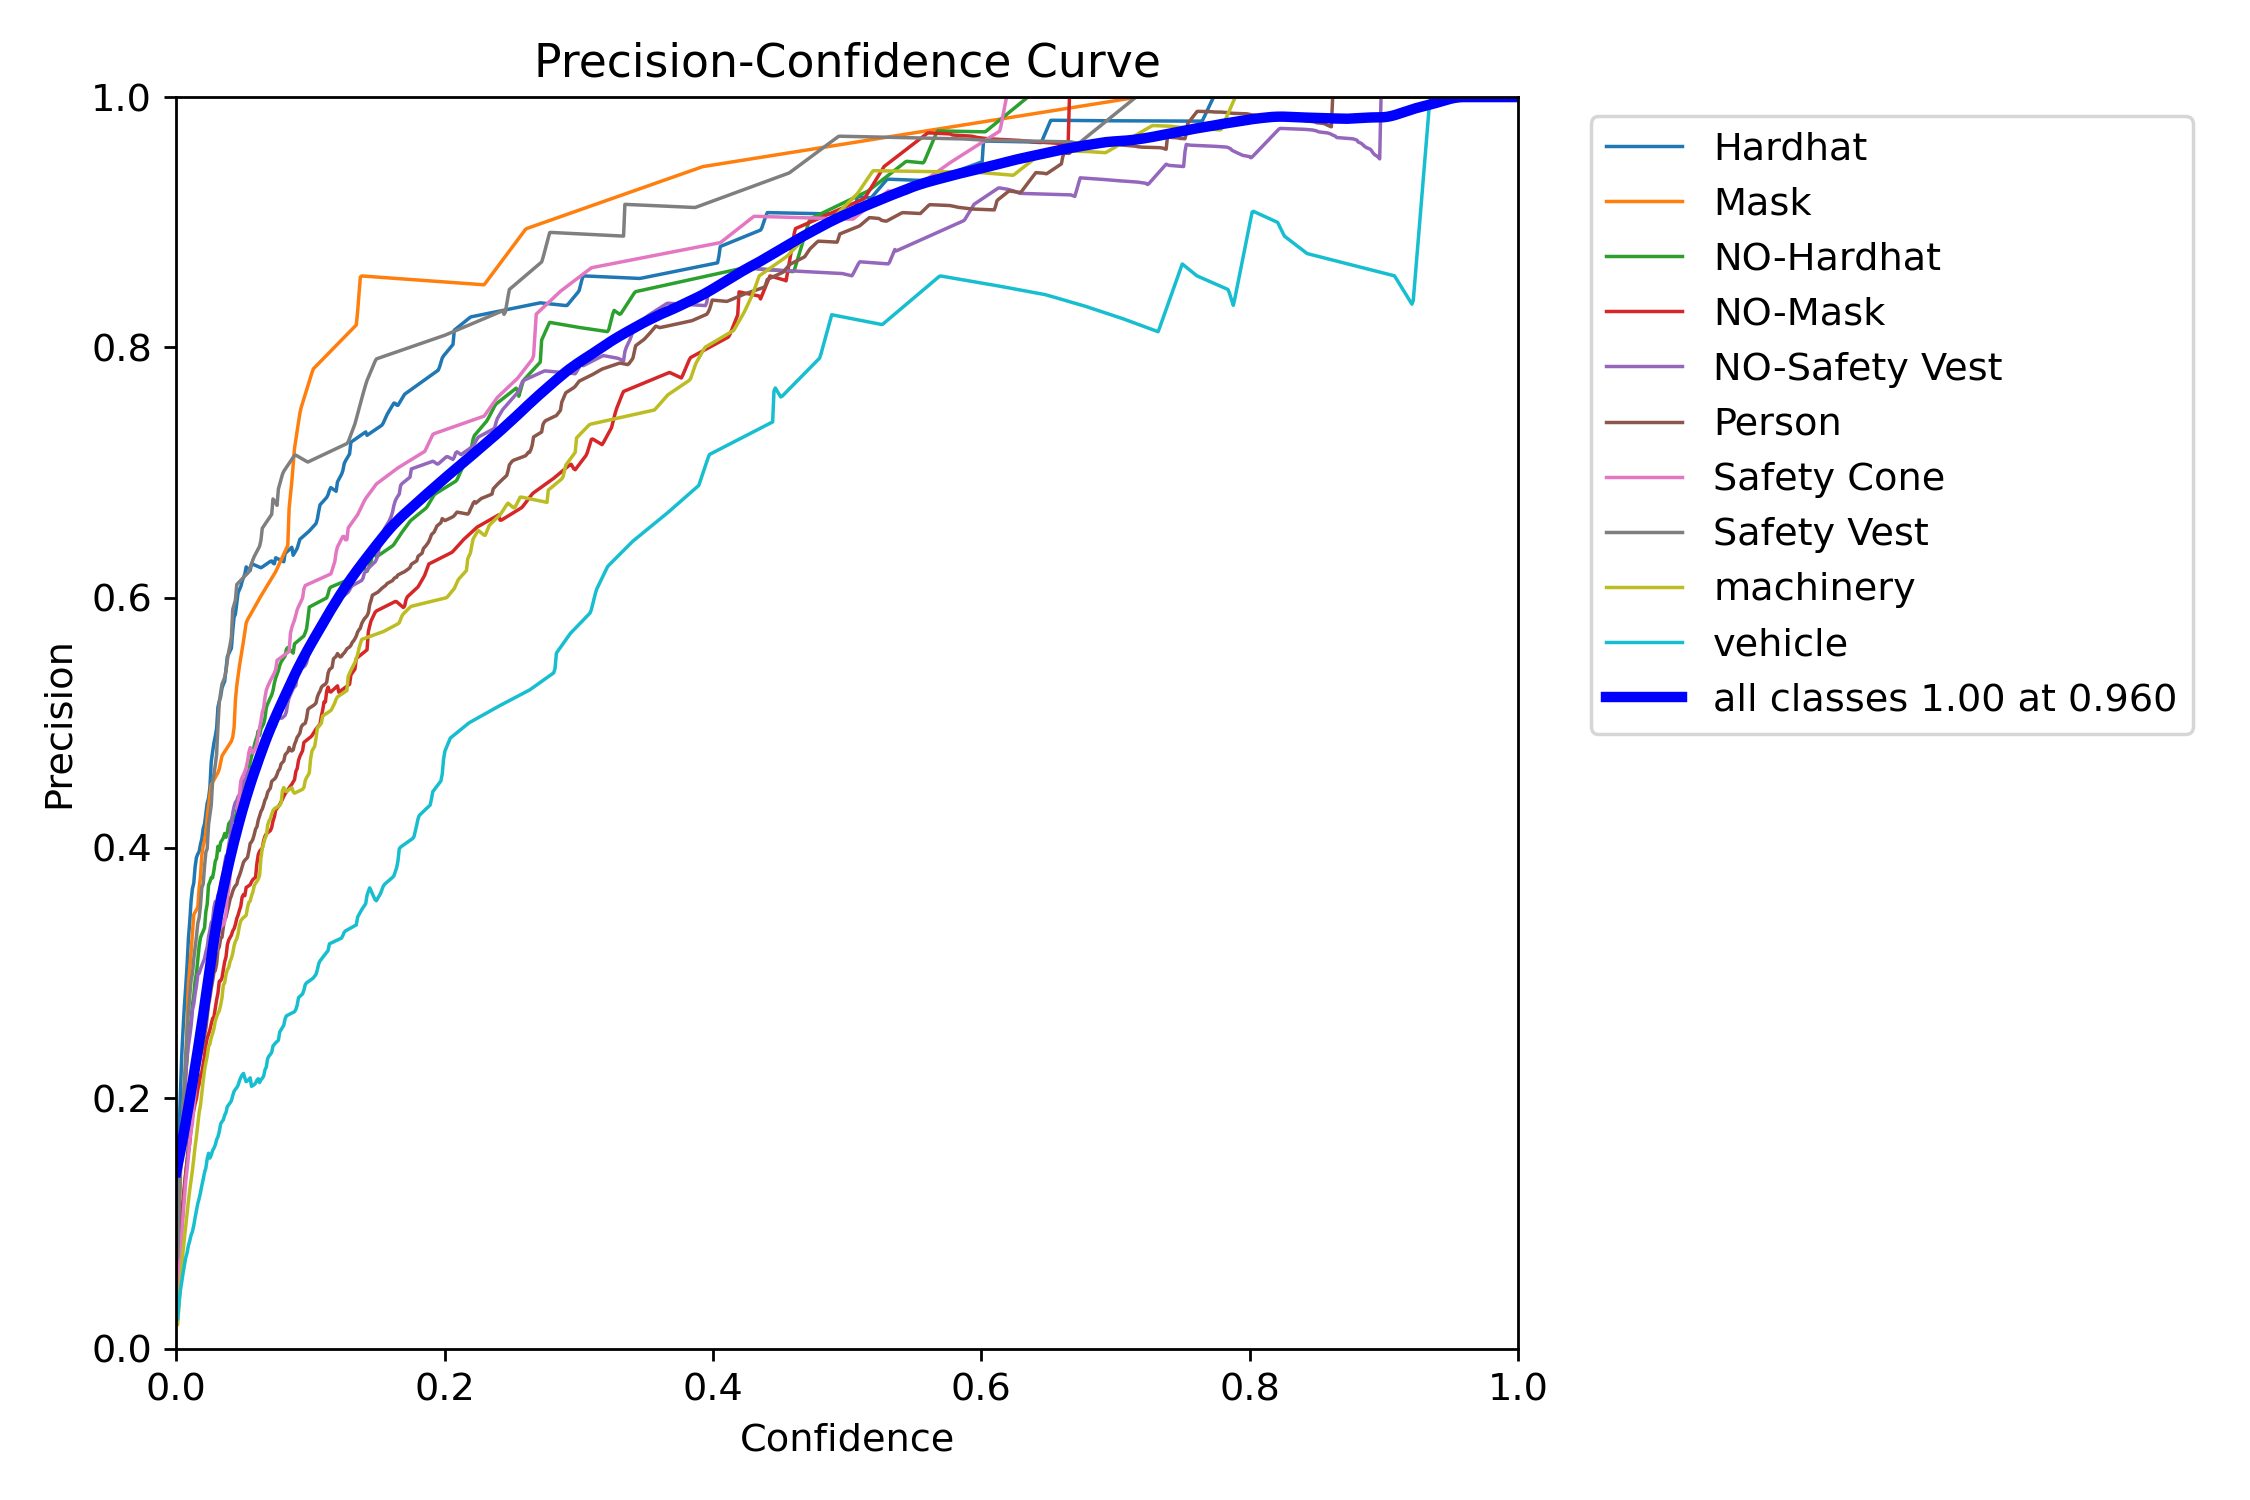 Precision-Confidence Curve
1.0
0.8
0.6
0.4
0.2
0.0
Precision
0.0 0.2 0.4 0.6 0.8 1.0
Confidence
Hardhat
Mask
NO-Hardhat
NO-Mask
NO-Safety Vest
Person
Safety Cone
Safety Vest
machinery
vehicle
all classes 1.00 at 0.960